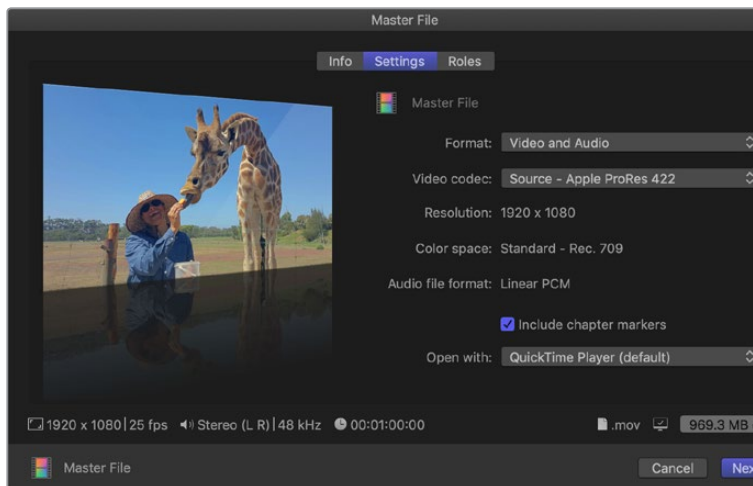 Master File
Info Settings Roles
Master File
Format: Video and Audio
Video codec: Source - Apple ProRes 422
Resolution: 1920 x 1080
Color space: Standard - Rec. 709
Audio file format: Linear PCM
Include chapter markers
Open with: QuickTime Player (default)
1920 x 1080 | 25 fps Stereo (L R) | 48 kHz 00:01:00:00 .mov 969.3 MB
Master File Cancel Nex